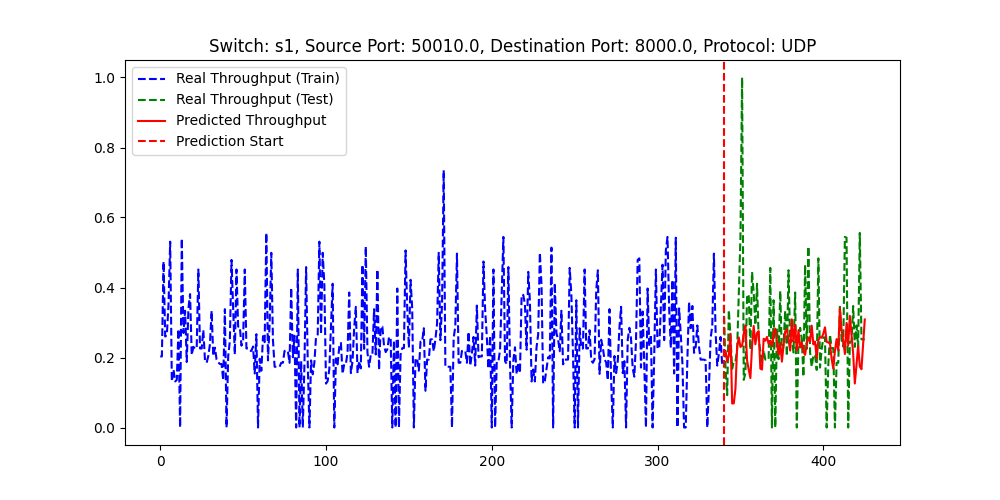 Switch: s1, Source Port: 50010.0, Destination Port: 8000.0, Protocol: UDP
Real Throughput (Train)
Real Throughput (Test)
Predicted Throughput
Prediction Start
1.0
0.8
0.6
0.4
0.2
0.0
0 100 200 300 400